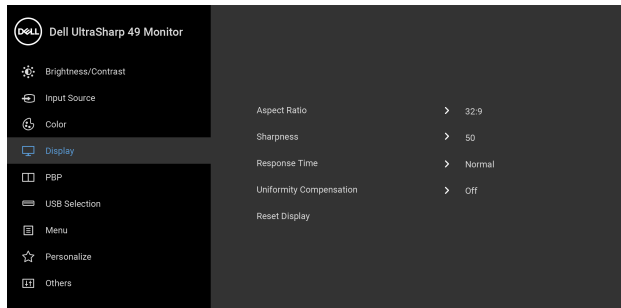 DELL Dell UltraSharp 49 Monitor
Brightness/Contrast
Input Source
Color
Display
PBP
USB Selection
Menu
Personalize
Others
Aspect Ratio > 32:9
Sharpness > 50
Response Time > Normal
Uniformity Compensation > Off
Reset Display